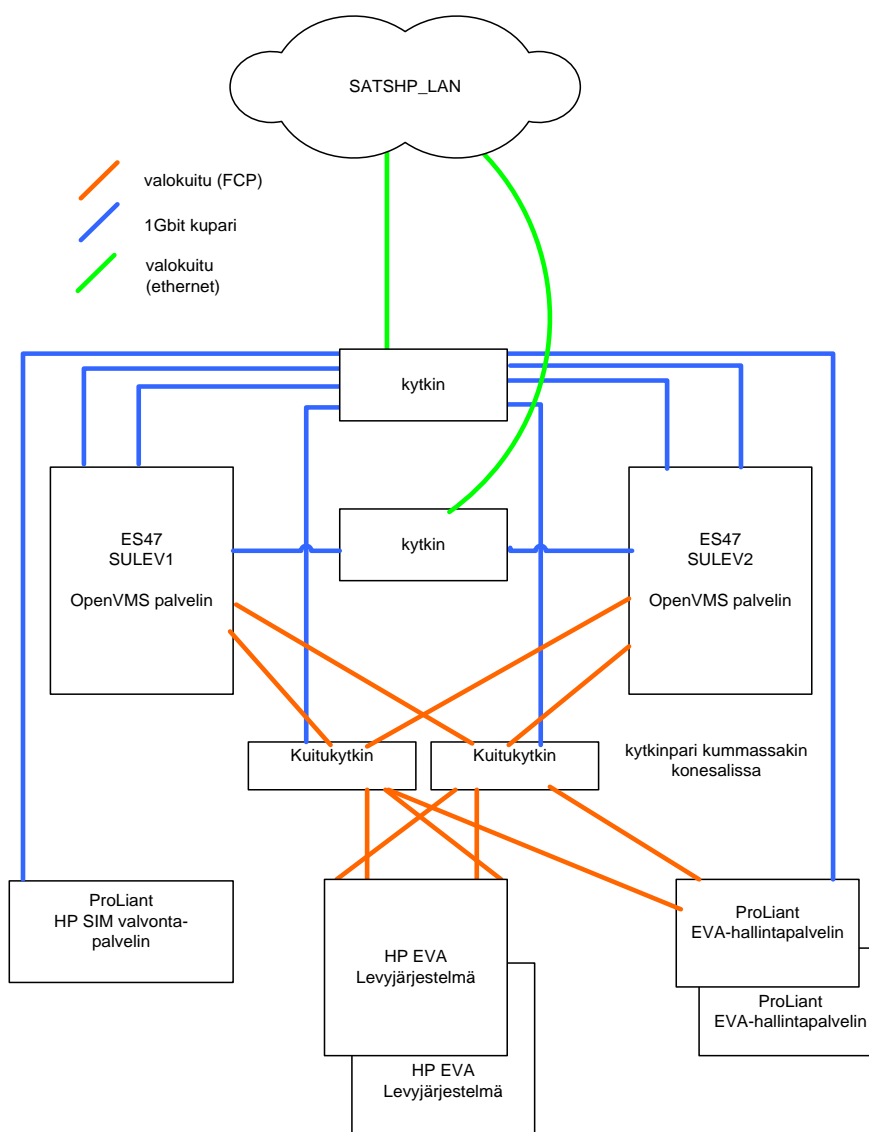 SATSHP_LAN
valokuitu (FCP)
1Gbit kupari
valokuitu
(ethernet)
kytkin
ES47
SULEV1
OpenVMS palvelin
kytkin
ES47
SULEV2
OpenVMS palvelin
Kuitukytkin
Kuitukytkin
kytkinpari kummassakin
konesalissa
ProLiant
HP SIM valvonta-
palvelin
HP EVA
Levyjärjestelmä
ProLiant
EVA-hallintapalvelin
ProLiant
EVA-hallintapalvelin
HP EVA
Levyjärjestelmä